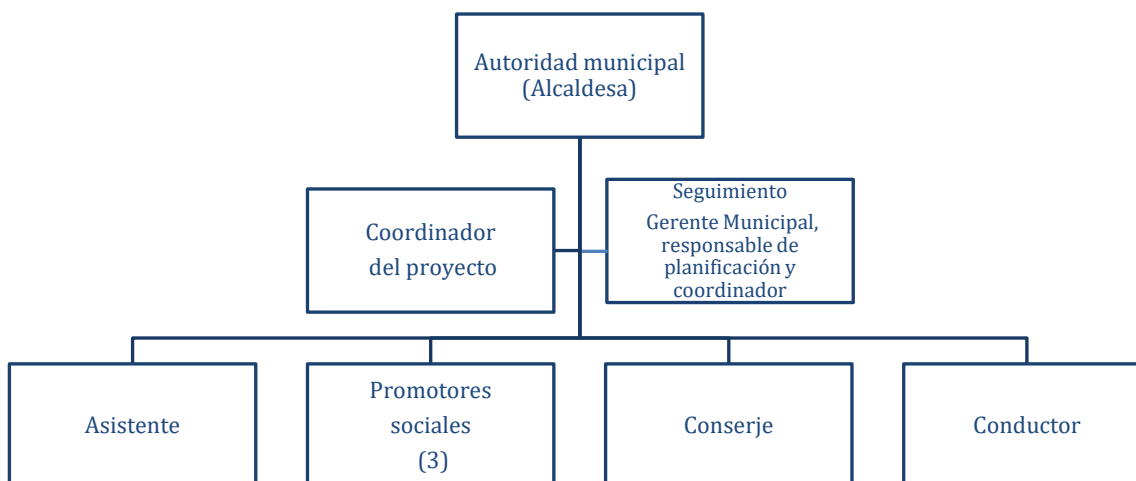 Autoridad municipal
(Alcaldesa)
Coordinador
del proyecto
Seguimiento
Gerente Municipal,
responsable de
planificación y
coordinador
Asistente
Promotores
sociales
(3)
Conserje
Conductor